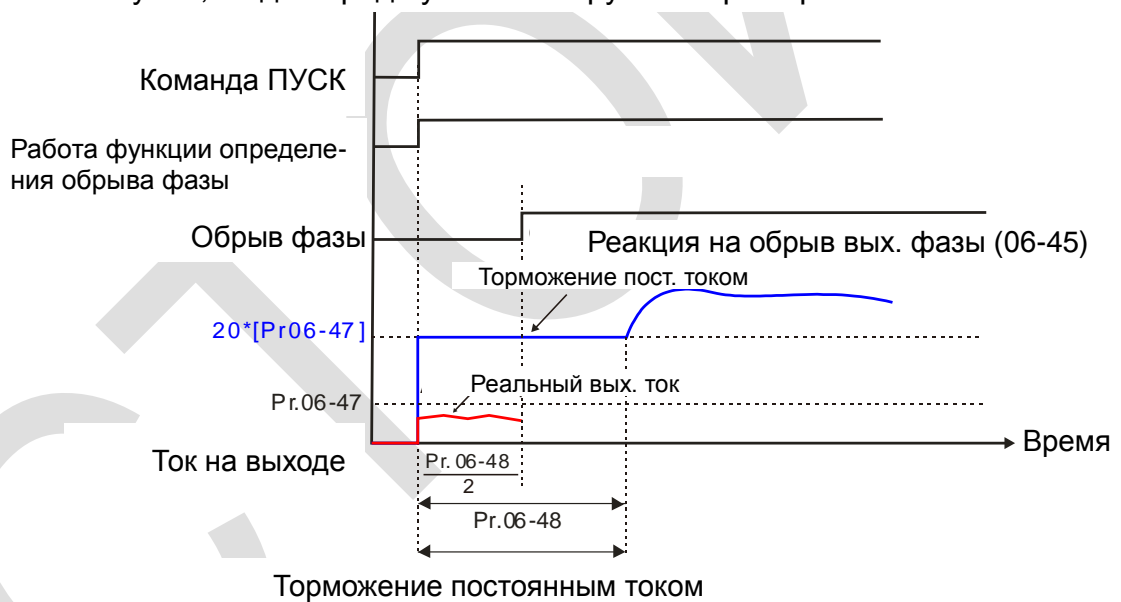 Команда ПУСК
Работа функции определе-
ния обрыва фазы
Обрыв фазы
Реакция на обрыв вых. фазы (06-45)
Торможение пост. током
20*[Pr06-47]
Реальный вых. ток
Pr.06-47
Время
Ток на выходе
Pr. 06-48
2
Pr.06-48
Торможение постоянным током